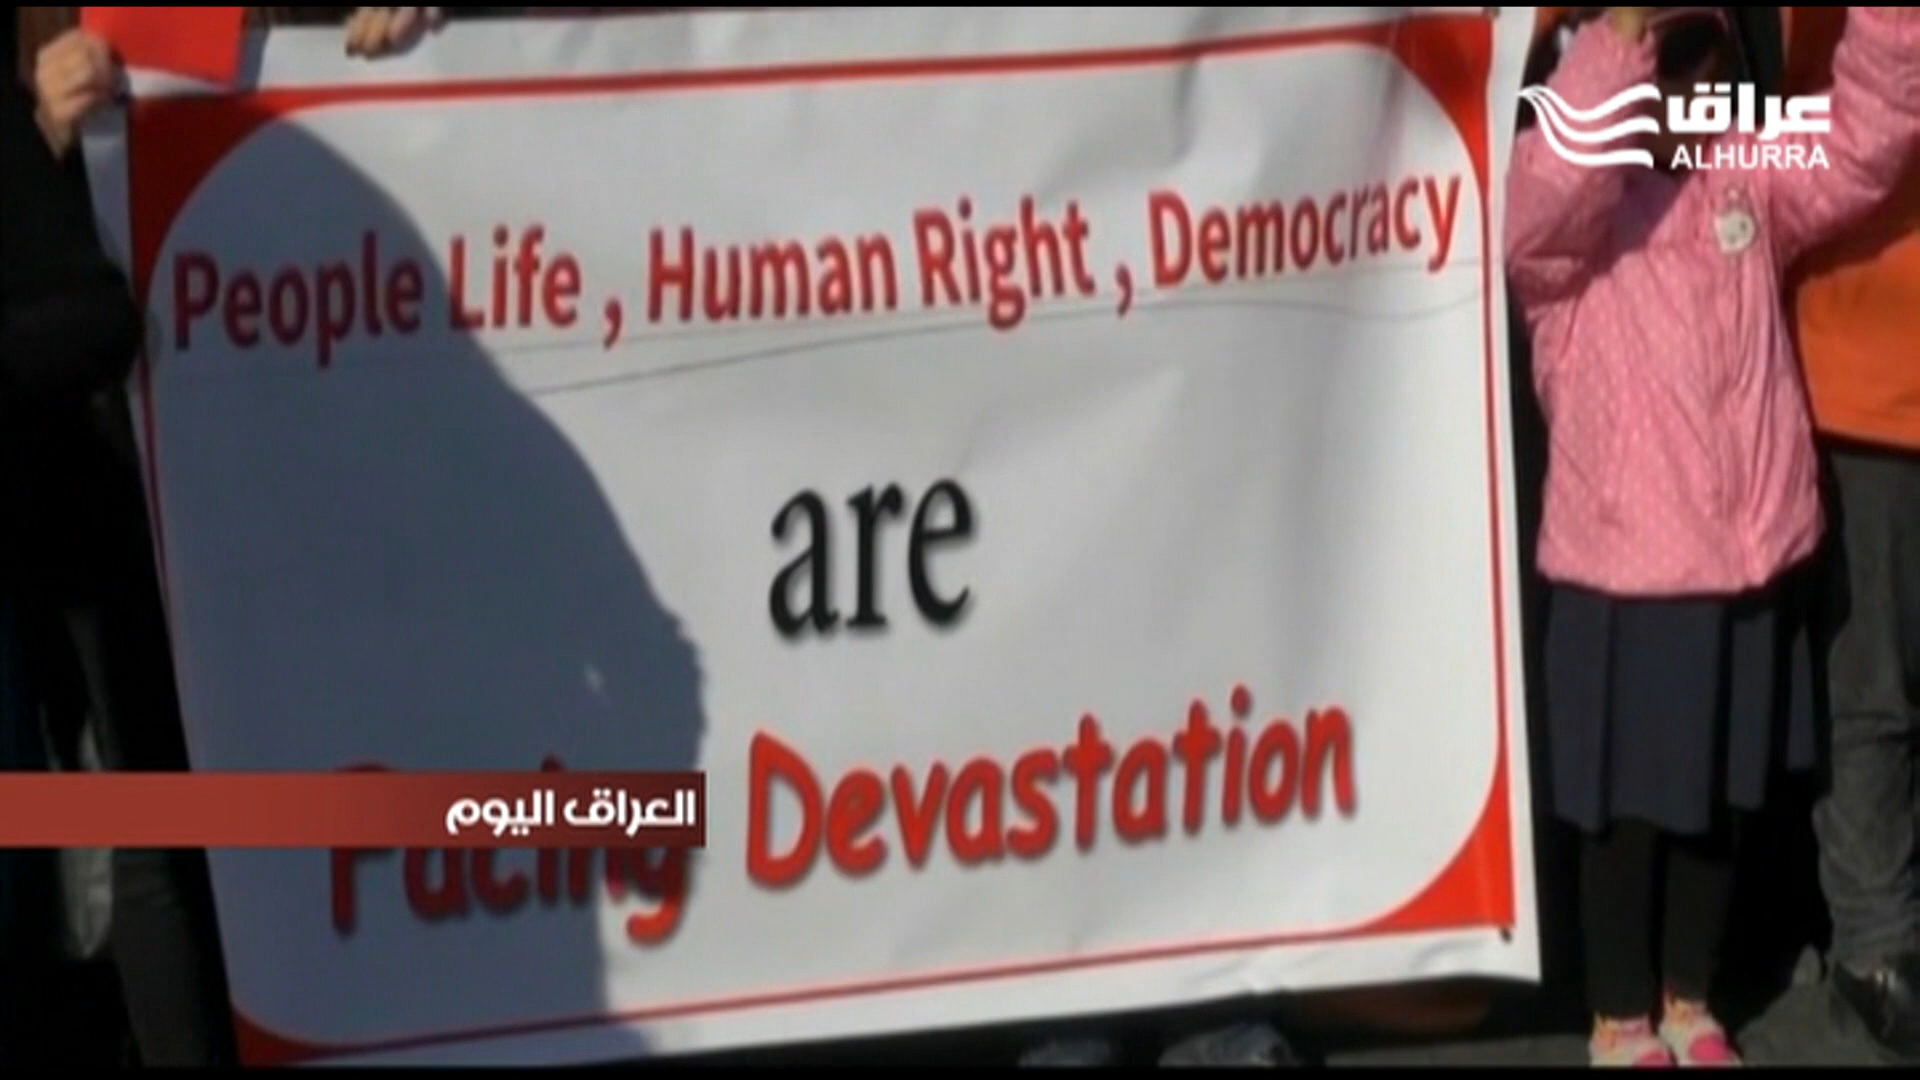 عراق
ALHURRA
People Life , Human Right , Democracy
are
Facing Devastation
العراق اليوم